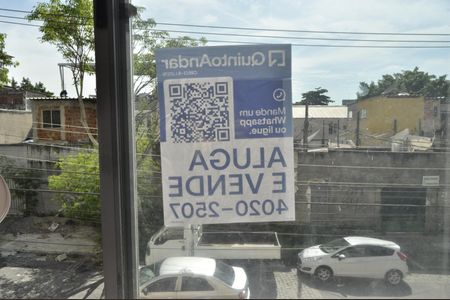 QuintoAndar
Mande um
Whatsapp
ou ligue.
ALUGA
E VENDE
4020-2507